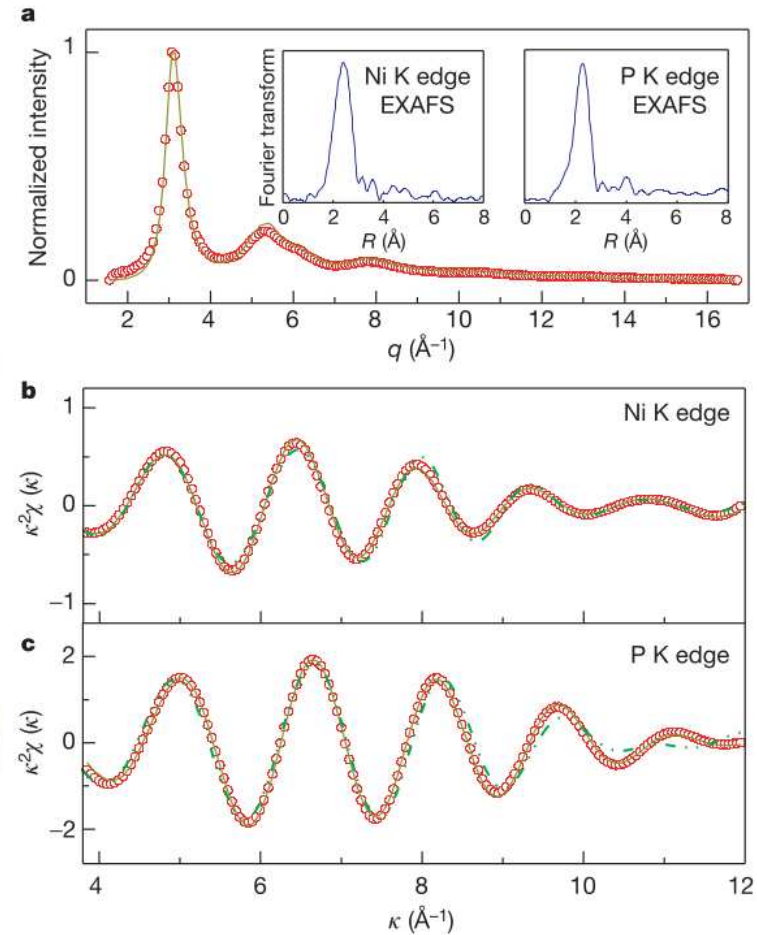 a
1
0
Normalized intensity
2 4 6 8 10 12 14 16
q (Å⁻¹)
Fourier transform
Ni K edge
EXAFS
0 2 4 6 8
R (Å)
P K edge
EXAFS
0 2 4 6 8
R (Å)
b
1
0
−1
κ²χ (κ)
Ni K edge
c
2
0
−2
κ²χ (κ)
P K edge
4 6 8 10 12
κ (Å⁻¹)